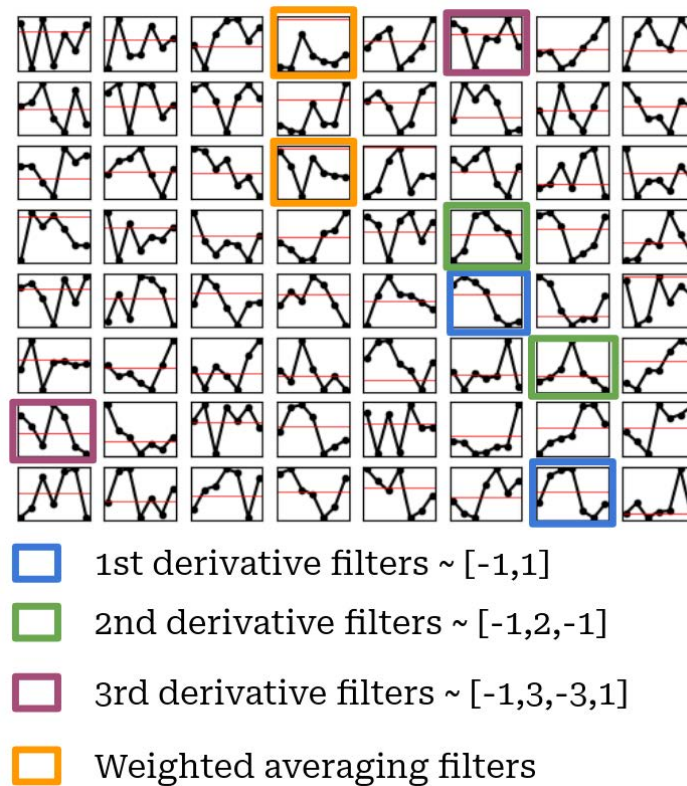 1st derivative filters ~ [-1,1]
2nd derivative filters ~ [-1,2,-1]
3rd derivative filters ~ [-1,3,-3,1]
Weighted averaging filters